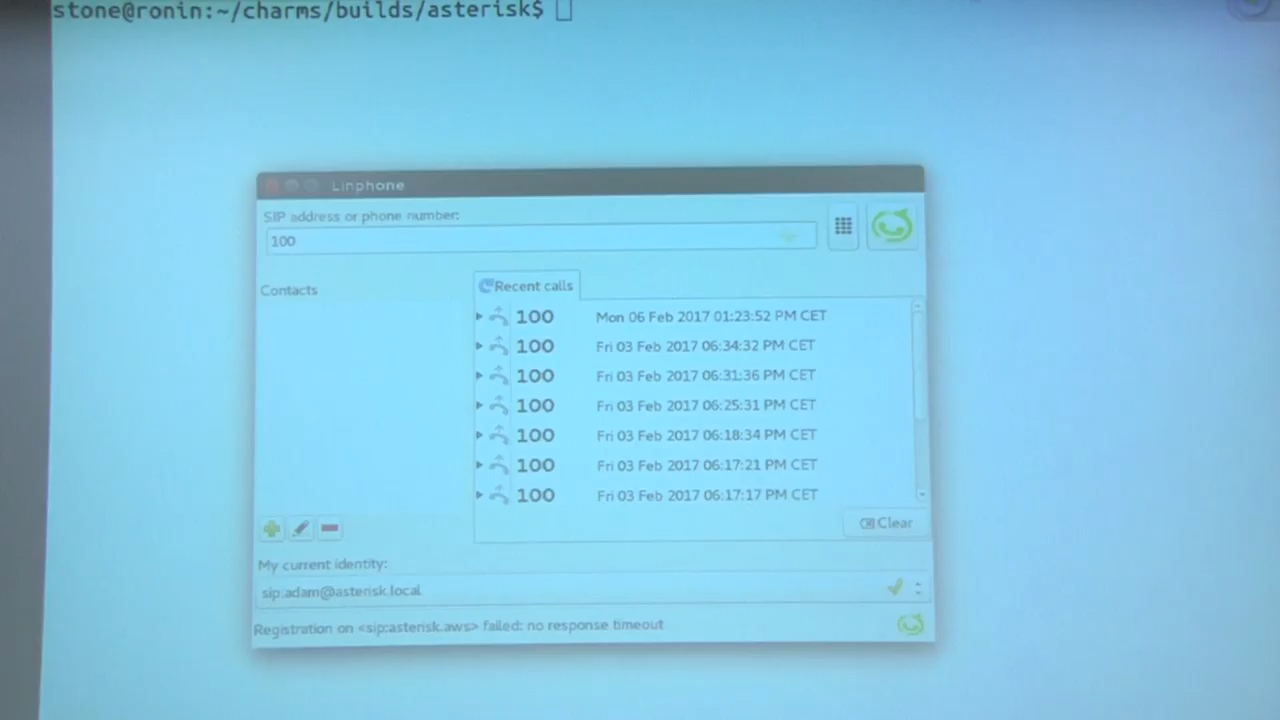 stone@ronin:~/charms/builds/asterisk$
Linphone
SIP address or phone number:
100
Contacts
Recent calls
100 Mon 06 Feb 2017 01:23:52 PM CET
100 Fri 03 Feb 2017 06:34:32 PM CET
100 Fri 03 Feb 2017 06:31:36 PM CET
100 Fri 03 Feb 2017 06:25:31 PM CET
100 Fri 03 Feb 2017 06:18:34 PM CET
100 Fri 03 Feb 2017 06:17:21 PM CET
100 Fri 03 Feb 2017 06:17:17 PM CET
Clear
My current identity:
sip:adam@asterisk.local
Registration on <sip:asterisk.aws> failed: no response timeout